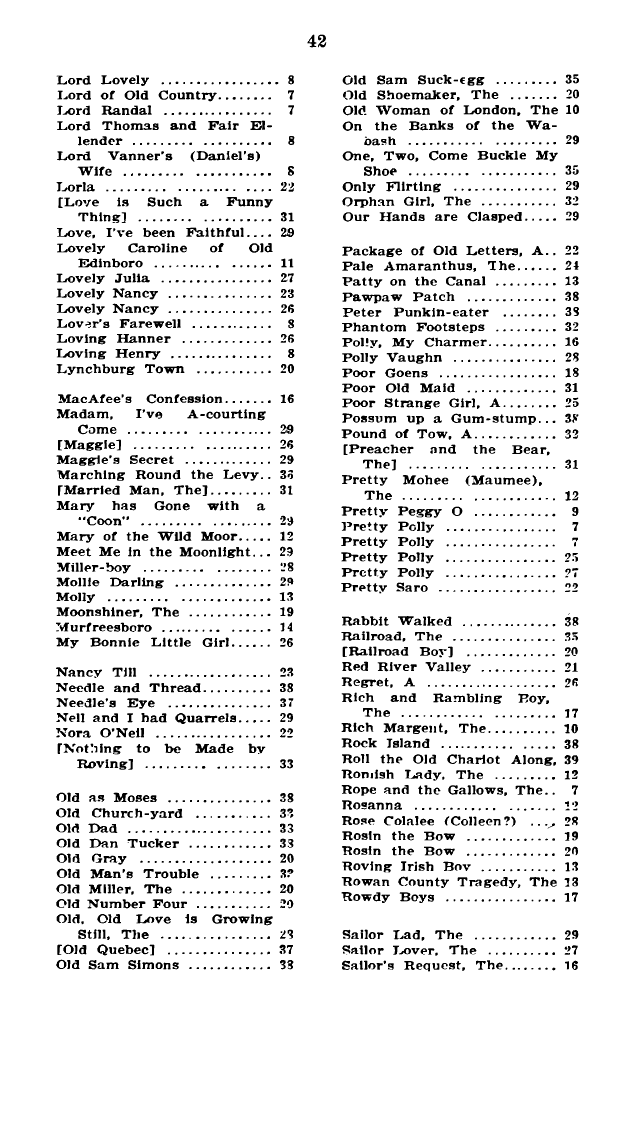 42
Lord Lovely ................. 8
Lord of Old Country........ 7
Lord Randal ................ 7
Lord Thomas and Fair El-
lender ......... .......... 8
Lord Vanner's (Daniel's)
Wife ......... ........... 8
Lorla ......... ......... .... 22
[Love is Such a Funny
Thing] ........ .......... 31
Love, I've been Faithful.... 29
Lovely Caroline of Old
Edinboro .......... ...... 11
Lovely Julia ................ 27
Lovely Nancy ............... 23
Lovely Nancy ............... 26
Lover's Farewell ............ 8
Loving Hanner ............. 26
Loving Henry ............... 8
Lynchburg Town ........... 20
MacAfee's Confession....... 16
Madam, I've A-courting
Come ......... ........... 29
[Maggie] ......... .......... 26
Maggie's Secret ............. 29
Marching Round the Levy.. 36
[Married Man, The]......... 31
Mary has Gone with a
"Coon" ......... ......... 29
Mary of the Wild Moor..... 12
Meet Me in the Moonlight... 29
Miller-boy ......... ........ 28
Mollie Darling .............. 29
Molly ......... ............. 13
Moonshiner, The ............ 19
Murfreesboro ......... ...... 14
My Bonnie Little Girl...... 26
Nancy Till .................. 23
Needle and Thread.......... 38
Needle's Eye ............... 37
Nell and I had Quarrels..... 29
Nora O'Neil ................. 22
[Nothing to be Made by
Roving] ......... ........ 33
Old as Moses ............... 38
Old Church-yard ........... 33
Old Dad ..................... 33
Old Dan Tucker ............ 33
Old Gray ................... 20
Old Man's Trouble ......... 32
Old Miller, The ............. 20
Old Number Four .......... 20
Old, Old Love is Growing
Still, The ................ 23
[Old Quebec] ............... 37
Old Sam Simons ............ 33
Old Sam Suck-egg ......... 35
Old Shoemaker, The ....... 20
Old Woman of London, The 10
On the Banks of the Wa-
bash ........... .......... 29
One, Two, Come Buckle My
Shoe ......... ........... 35
Only Flirting ............... 29
Orphan Girl, The ........... 32
Our Hands are Clasped..... 29
Package of Old Letters, A.. 22
Pale Amaranthus, The...... 24
Patty on the Canal ......... 13
Pawpaw Patch ............. 38
Peter Punkin-eater ........ 38
Phantom Footsteps ......... 32
Polly, My Charmer.......... 16
Polly Vaughn ............... 28
Poor Goens ................. 18
Poor Old Maid ............. 31
Poor Strange Girl, A........ 25
Possum up a Gum-stump... 38
Pound of Tow, A............ 32
[Preacher and the Bear,
The] ......... ........... 31
Pretty Mohee (Maumee),
The ......... ........... 12
Pretty Peggy O ............ 9
Pretty Polly ................ 7
Pretty Polly ................ 7
Pretty Polly ................ 25
Pretty Polly ................ 27
Pretty Saro ................. 22
Rabbit Walked .............. 38
Railroad, The ............... 35
[Railroad Boy] ............. 20
Red River Valley ........... 21
Regret, A ................... 26
Rich and Rambling Boy,
The ........... .......... 17
Rich Margent, The.......... 10
Rock Island .......... ..... 38
Roll the Old Chariot Along, 39
Romish Lady, The ......... 12
Rope and the Gallows, The.. 7
Rosanna ........... ....... 12
Rose Colalee (Colleen?) .... 28
Rosin the Bow ............. 19
Rosin the Bow ............. 20
Roving Irish Boy ........... 13
Rowan County Tragedy, The 18
Rowdy Boys ................ 17
Sailor Lad, The ............ 29
Sailor Lover, The .......... 27
Sailor's Request, The........ 16